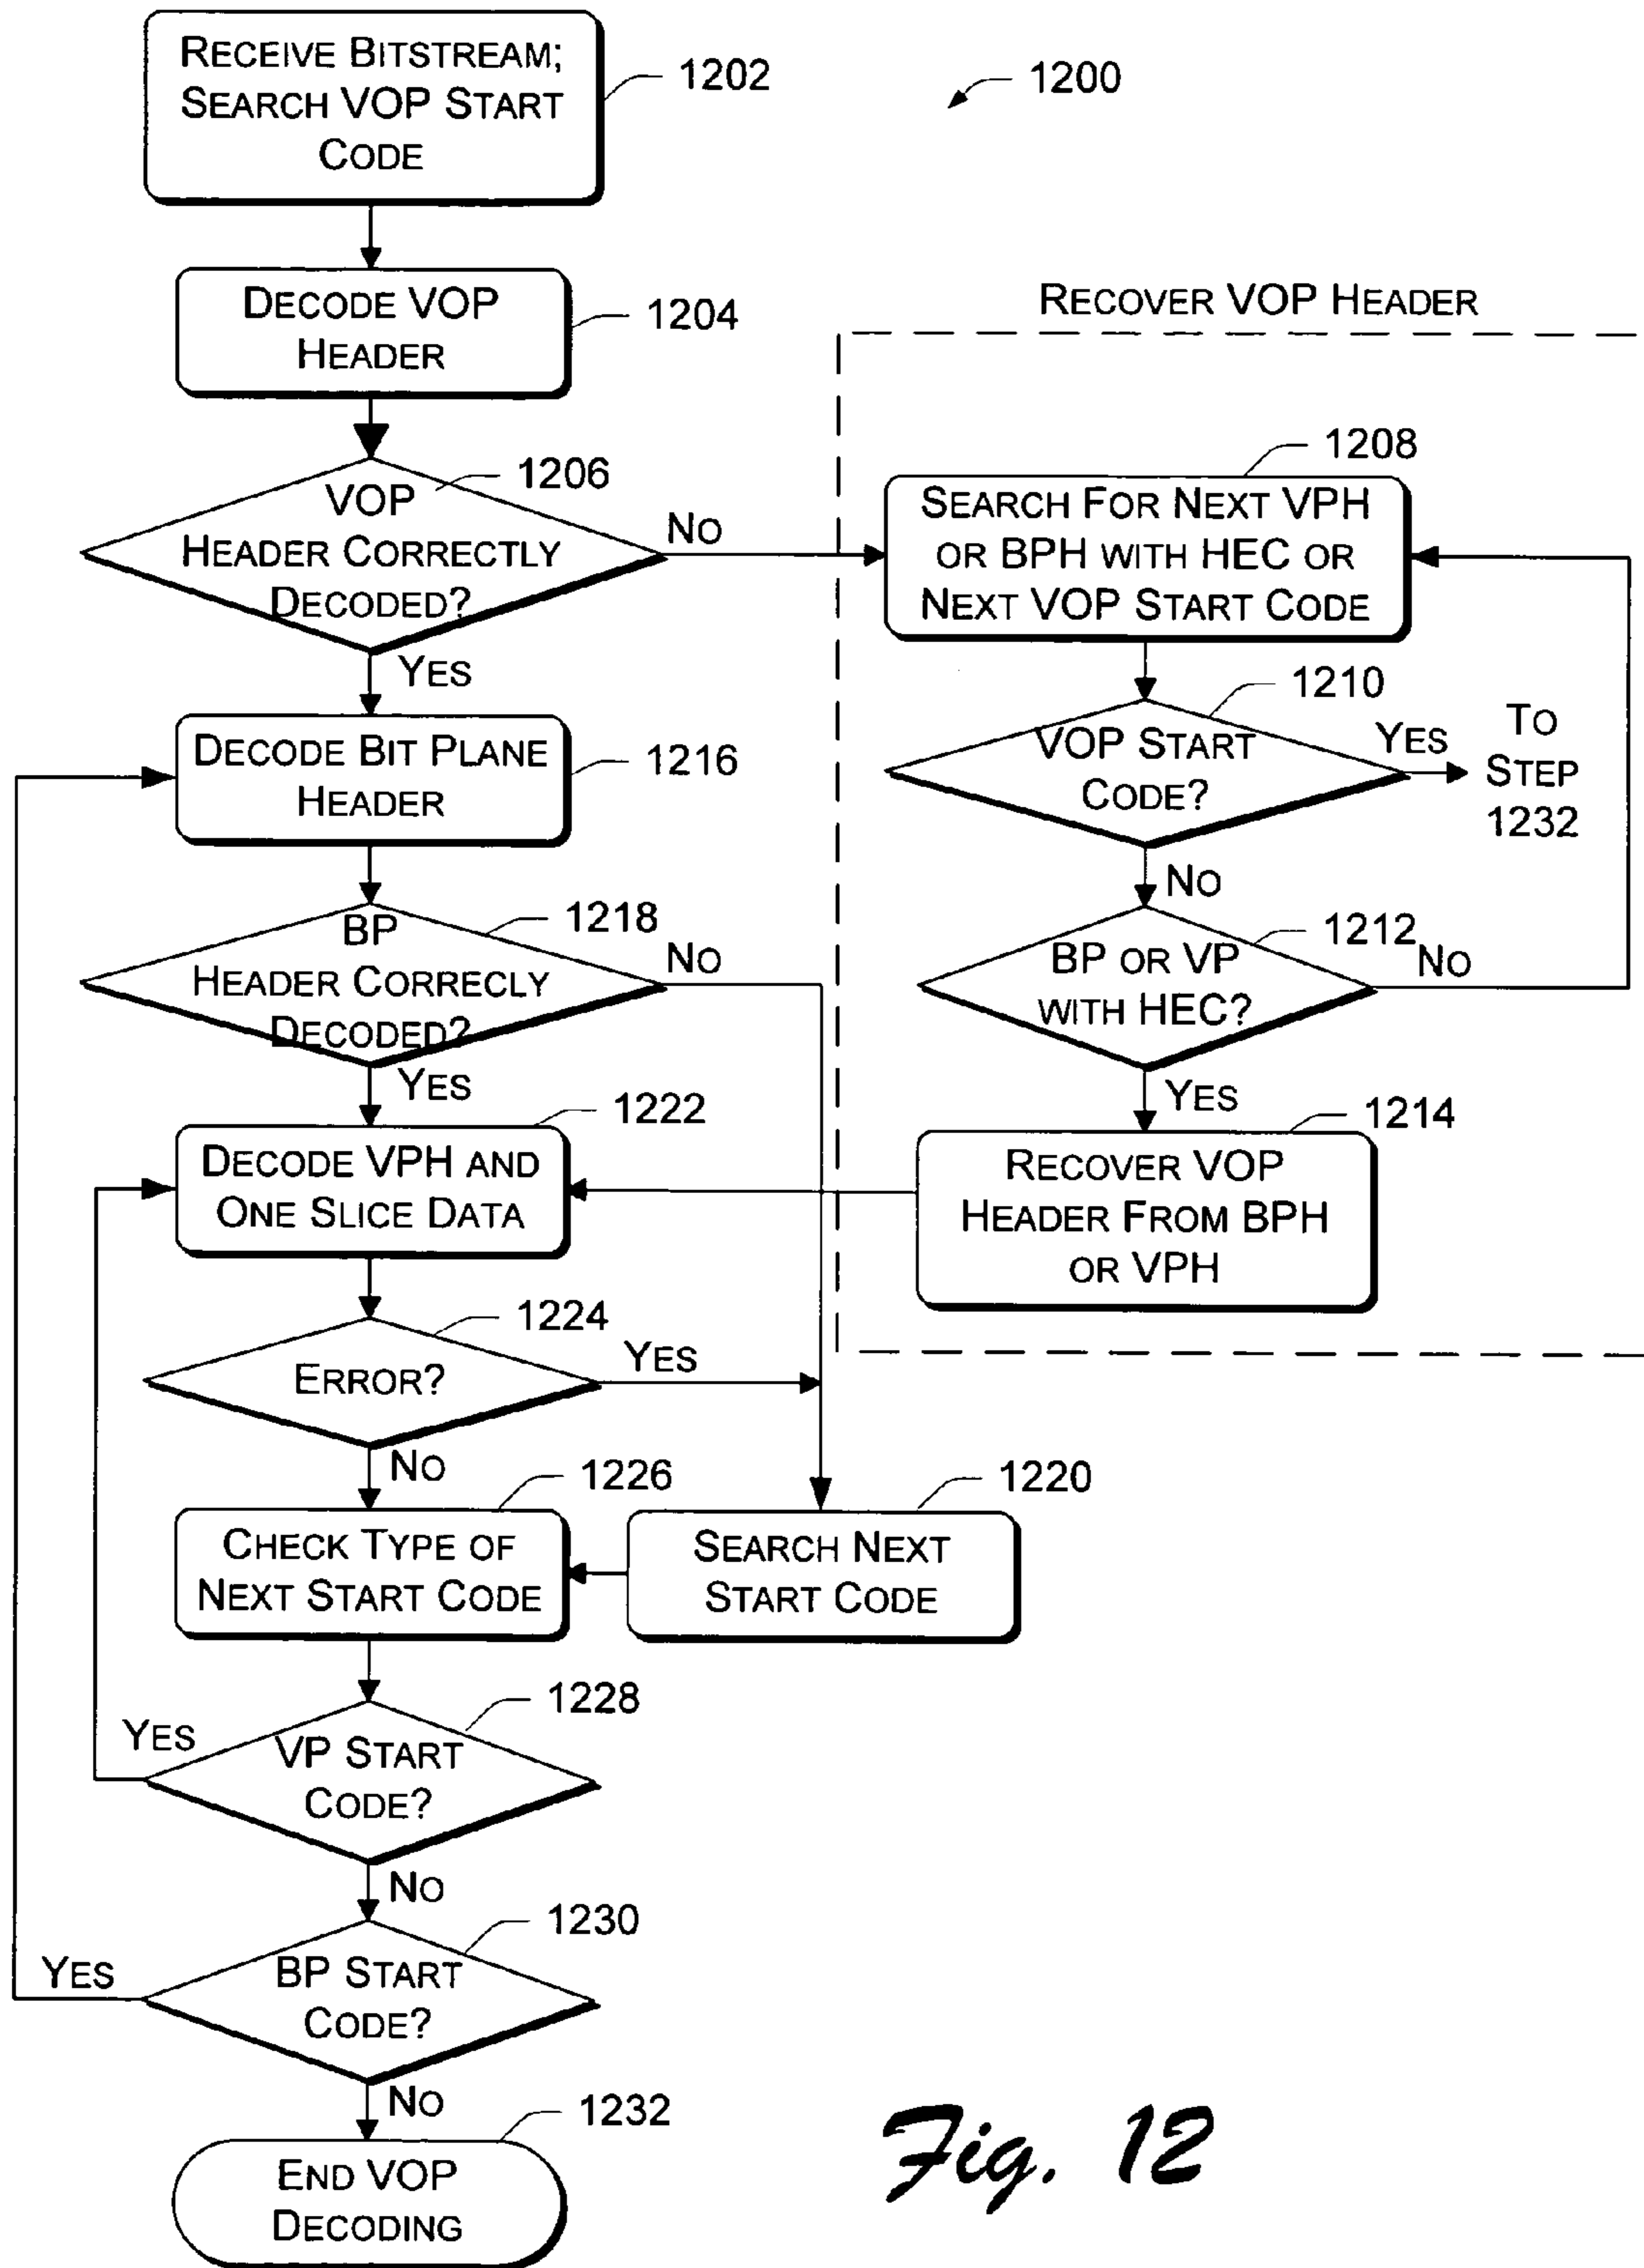 RECEIVE BITSTREAM;
SEARCH VOP START
CODE
1202
1200
DECODE VOP
HEADER
1204
RECOVER VOP HEADER
VOP
HEADER CORRECTLY
DECODED?
1206
NO
YES
1208
SEARCH FOR NEXT VPH
OR BPH WITH HEC OR
NEXT VOP START CODE
1210
VOP START
CODE?
YES
TO
STEP
1232
NO
DECODE BIT PLANE
HEADER
1216
BP
HEADER CORRECLY
DECODED?
1218
NO
YES
1212
BP OR VP
WITH HEC?
NO
YES
1214
RECOVER VOP
HEADER FROM BPH
OR VPH
1222
DECODE VPH AND
ONE SLICE DATA
1224
ERROR?
YES
NO
1226
CHECK TYPE OF
NEXT START CODE
1220
SEARCH NEXT
START CODE
1228
VP START
CODE?
YES
NO
1230
BP START
CODE?
YES
NO
1232
END VOP
DECODING
Fig. 12